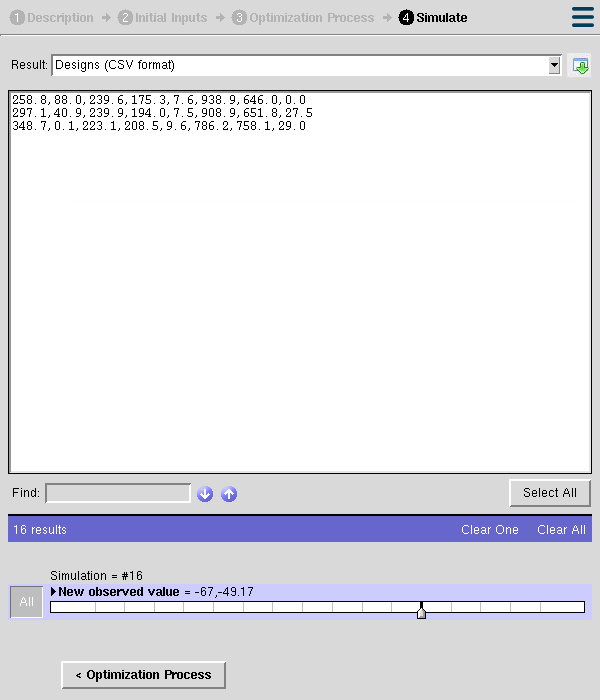 1 Description → 2 Initial Inputs → 3 Optimization Process → 4 Simulate
Result: Designs (CSV format)
258.8,88.0,239.6,175.3,7.6,938.9,646.0,0.0
297.1,40.9,239.9,194.0,7.5,908.9,651.8,27.5
348.7,0.1,223.1,208.5,9.6,786.2,758.1,29.0
Find: Select All
16 results Clear One Clear All
Simulation = #16
All New observed value = -67,-49.17
< Optimization Process